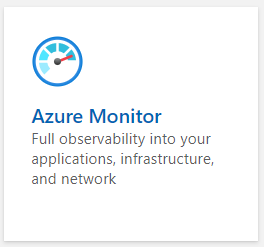 Azure Monitor
Full observability into your
applications, infrastructure,
and network